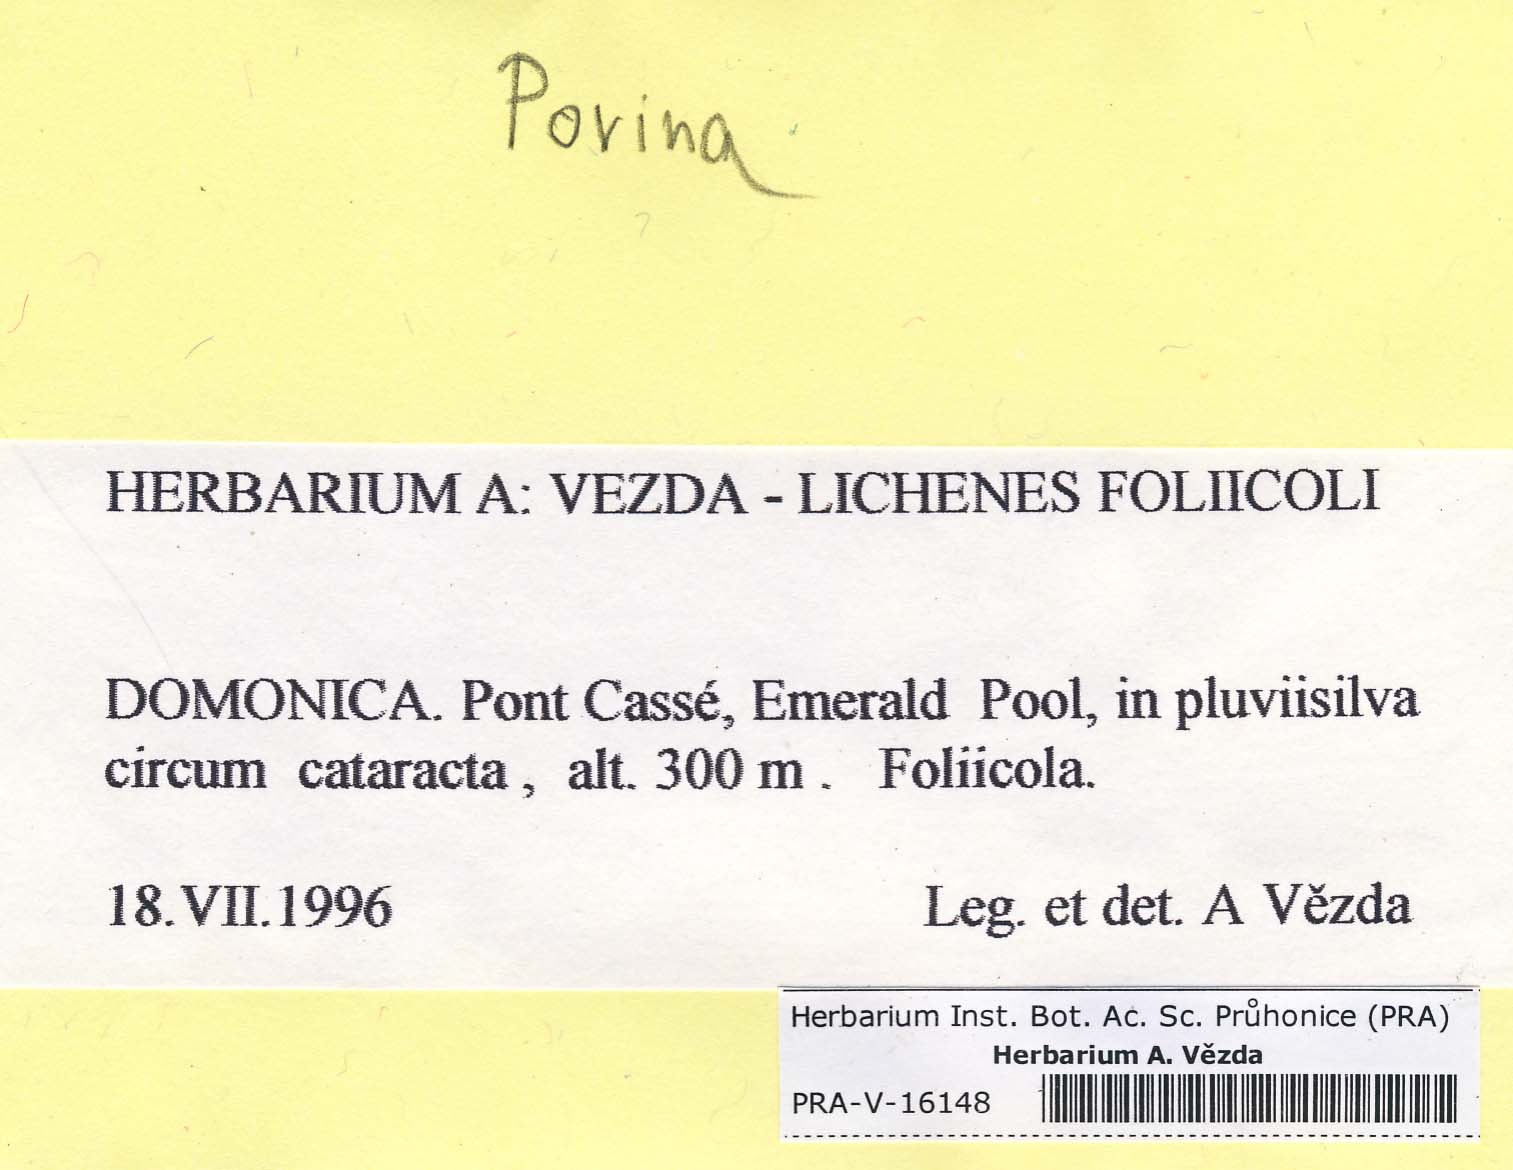 Porina
HERBARIUM A: VEZDA - LICHENES FOLIICOLI
DOMONICA. Pont Cassé, Emerald Pool, in pluviisilva
circum cataracta, alt. 300 m. Foliicola.
18.VII.1996 Leg. et det. A Vězda
Herbarium Inst. Bot. Ac. Sc. Průhonice (PRA)
Herbarium A. Vězda
PRA-V-16148